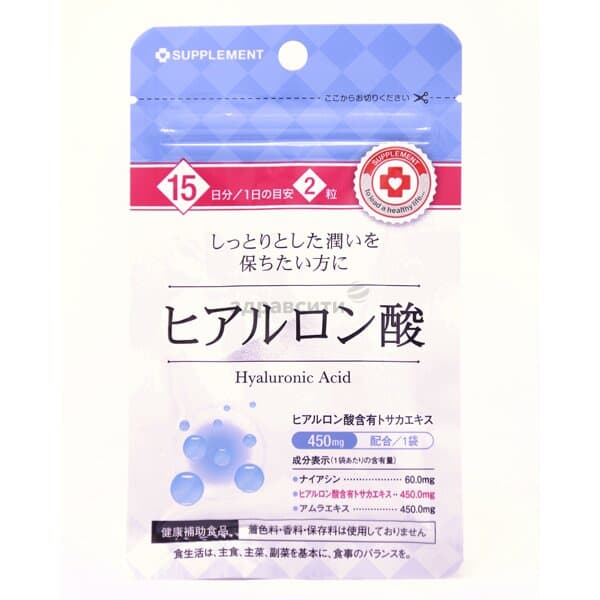 SUPPLEMENT
ここからお切りください
SUPPLEMENT
to lead a healthy life...
15日分/1日の目安 2粒
しっとりとした潤いを
保ちたい方に
здравсити
ヒアルロン酸
Hyaluronic Acid
ヒアルロン酸含有トサカエキス
450mg 配合/1袋
成分表示(1袋あたりの含有量)
●ナイアシン ………………… 60.0mg
●ヒアルロン酸含有トサカエキス‥ 450.0mg
●アムラエキス ……………… 450.0mg
健康補助食品 着色料・香料・保存料は使用しておりません
食生活は、主食、主菜、副菜を基本に、食事のバランスを。